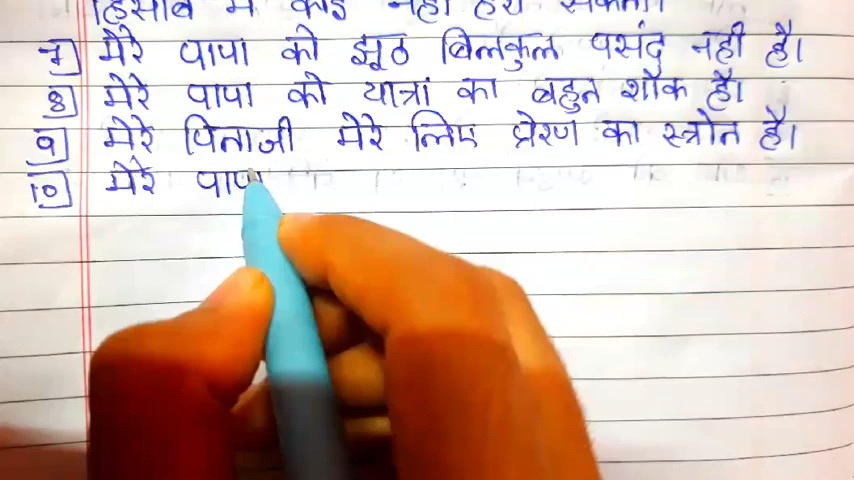 हिसाब में कोई नहीं हरा सकता।
7 मेरे पापा को झूठ बिलकुल पसंद नही है।
8 मेरे पापा को यात्रा का बहुत शौक है।
9 मेरे पिताजी मेरे लिए प्रेरण का स्त्रोत है।
10 मेरे पाप